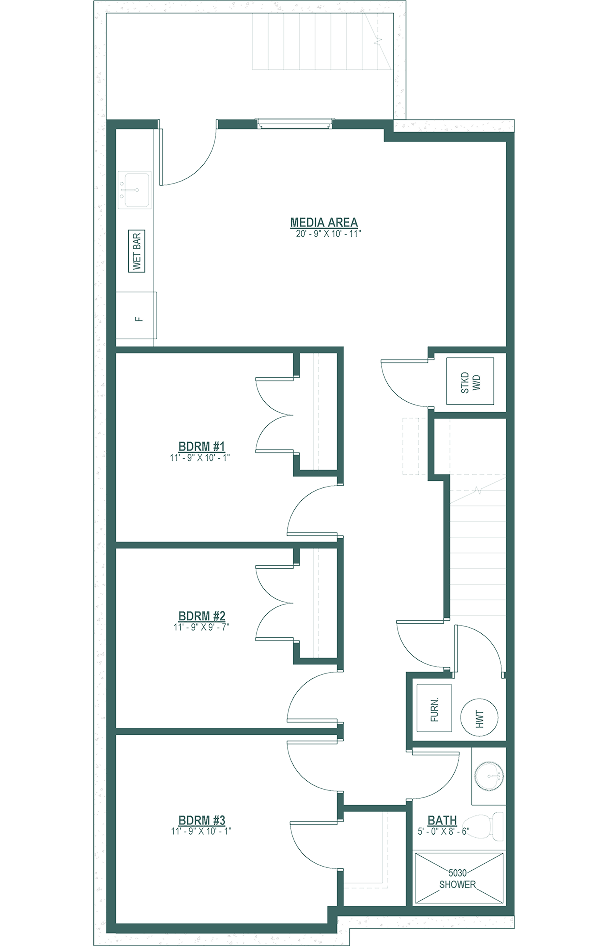 MEDIA AREA
20' - 9" X 10' - 11"
WET BAR
F
STKD
W/D
BDRM #1
11' - 9" X 10' - 1"
BDRM #2
11' - 9" X 9' - 7"
FURN.
HWT
BDRM #3
11' - 9" X 10' - 1"
BATH
5' - 0" X 8' - 6"
5030
SHOWER